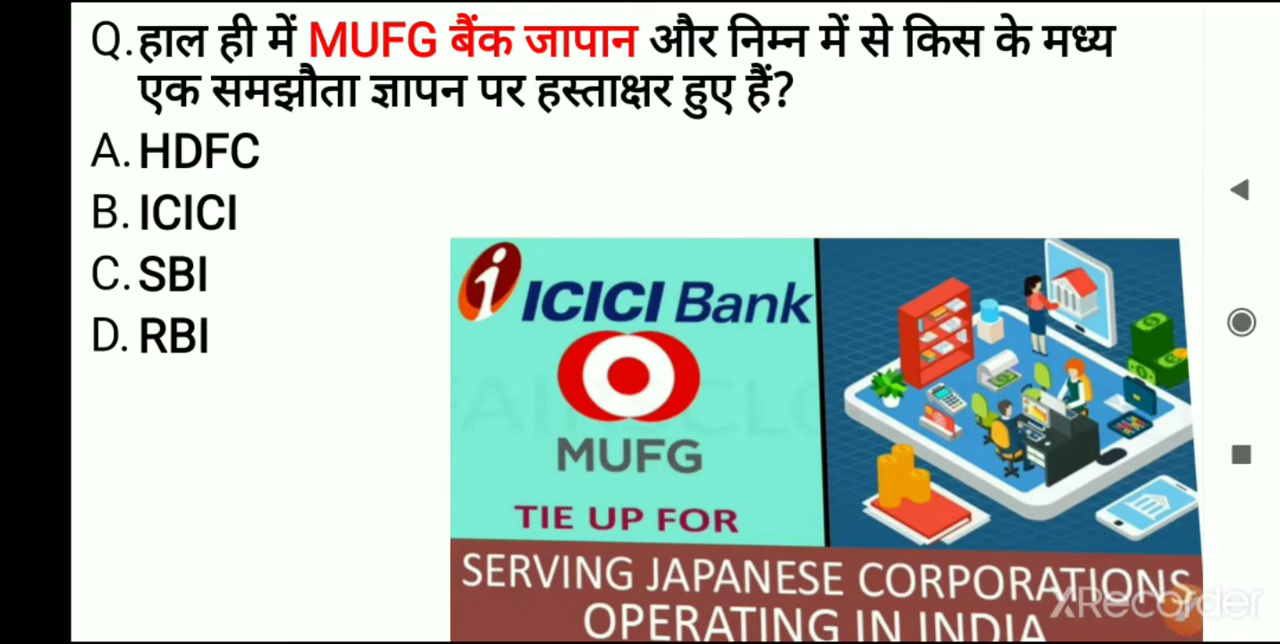 Q. हाल ही में MUFG बैंक जापान और निम्न में से किस के मध्य
एक समझौता ज्ञापन पर हस्ताक्षर हुए हैं?
A. HDFC
B. ICICI
C. SBI
D. RBI
i ICICI Bank
MUFG
TIE UP FOR
SERVING JAPANESE CORPORATIONS
OPERATING IN INDIA
XRecorder